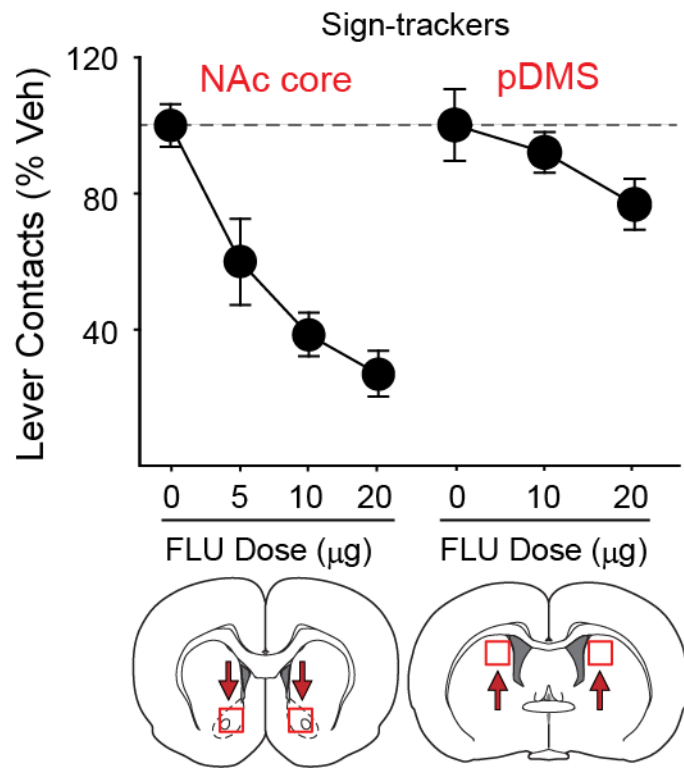 Sign-trackers
NAc core pDMS
Lever Contacts (% Veh)
120
80
40
0 5 10 20 0 10 20
FLU Dose (μg) FLU Dose (μg)